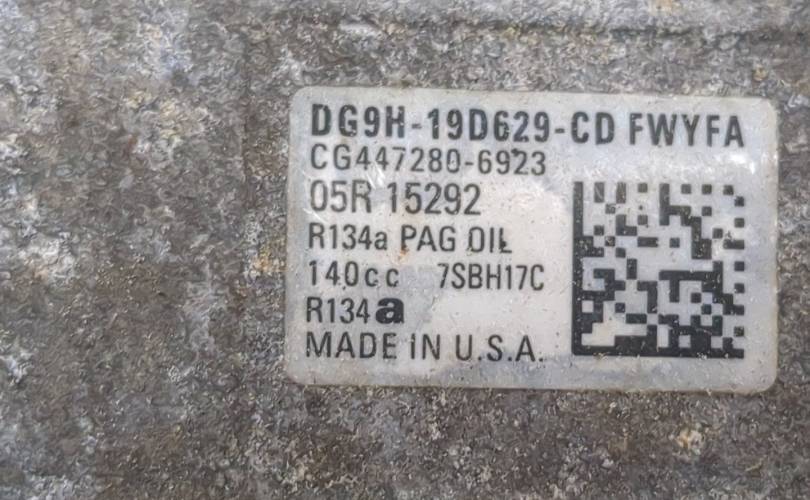 DG9H-19D629-CD FWYFA
CG447280-6923
05R 15292
R134a PAG OIL
140cc 7SBH17C
R134a
MADE IN U.S.A.